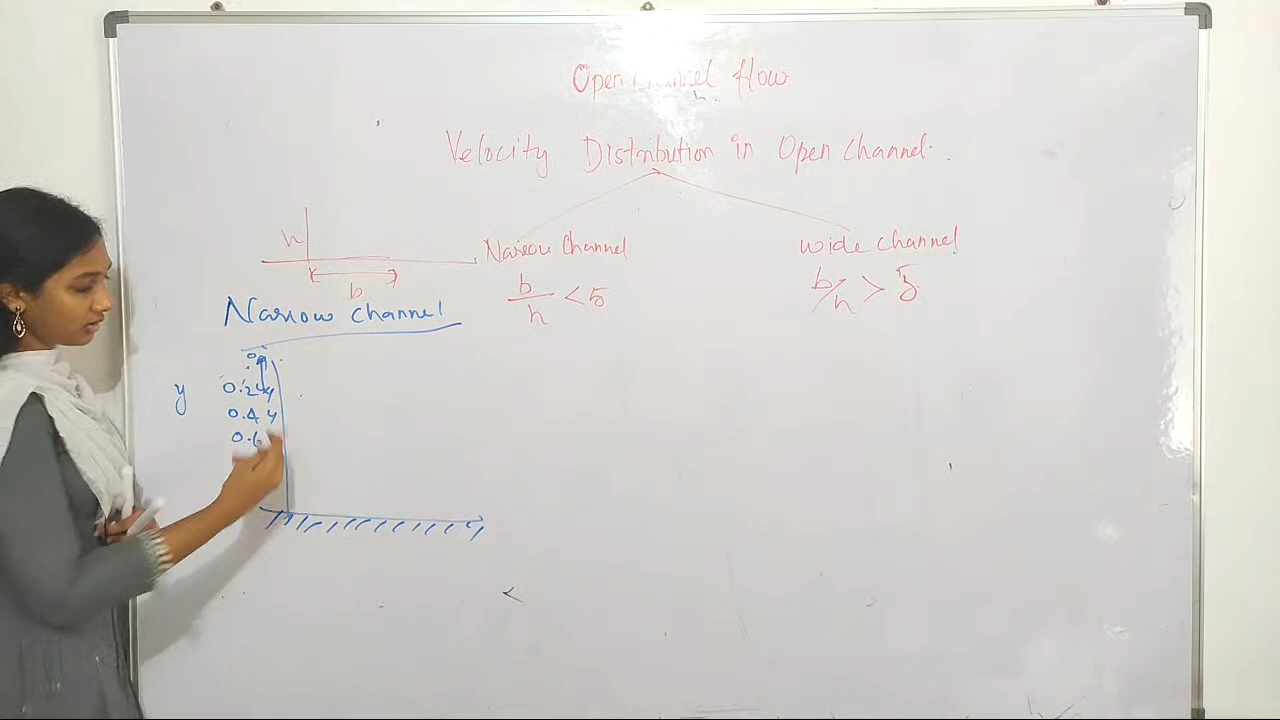 Open Channel flow
h
Velocity Distribution in Open Channel.
h
b
Narrow Channel
b/h < 5
wide channel
b/h > 5
Narrow channel
0
y
0.2y
0.4y
0.6
<